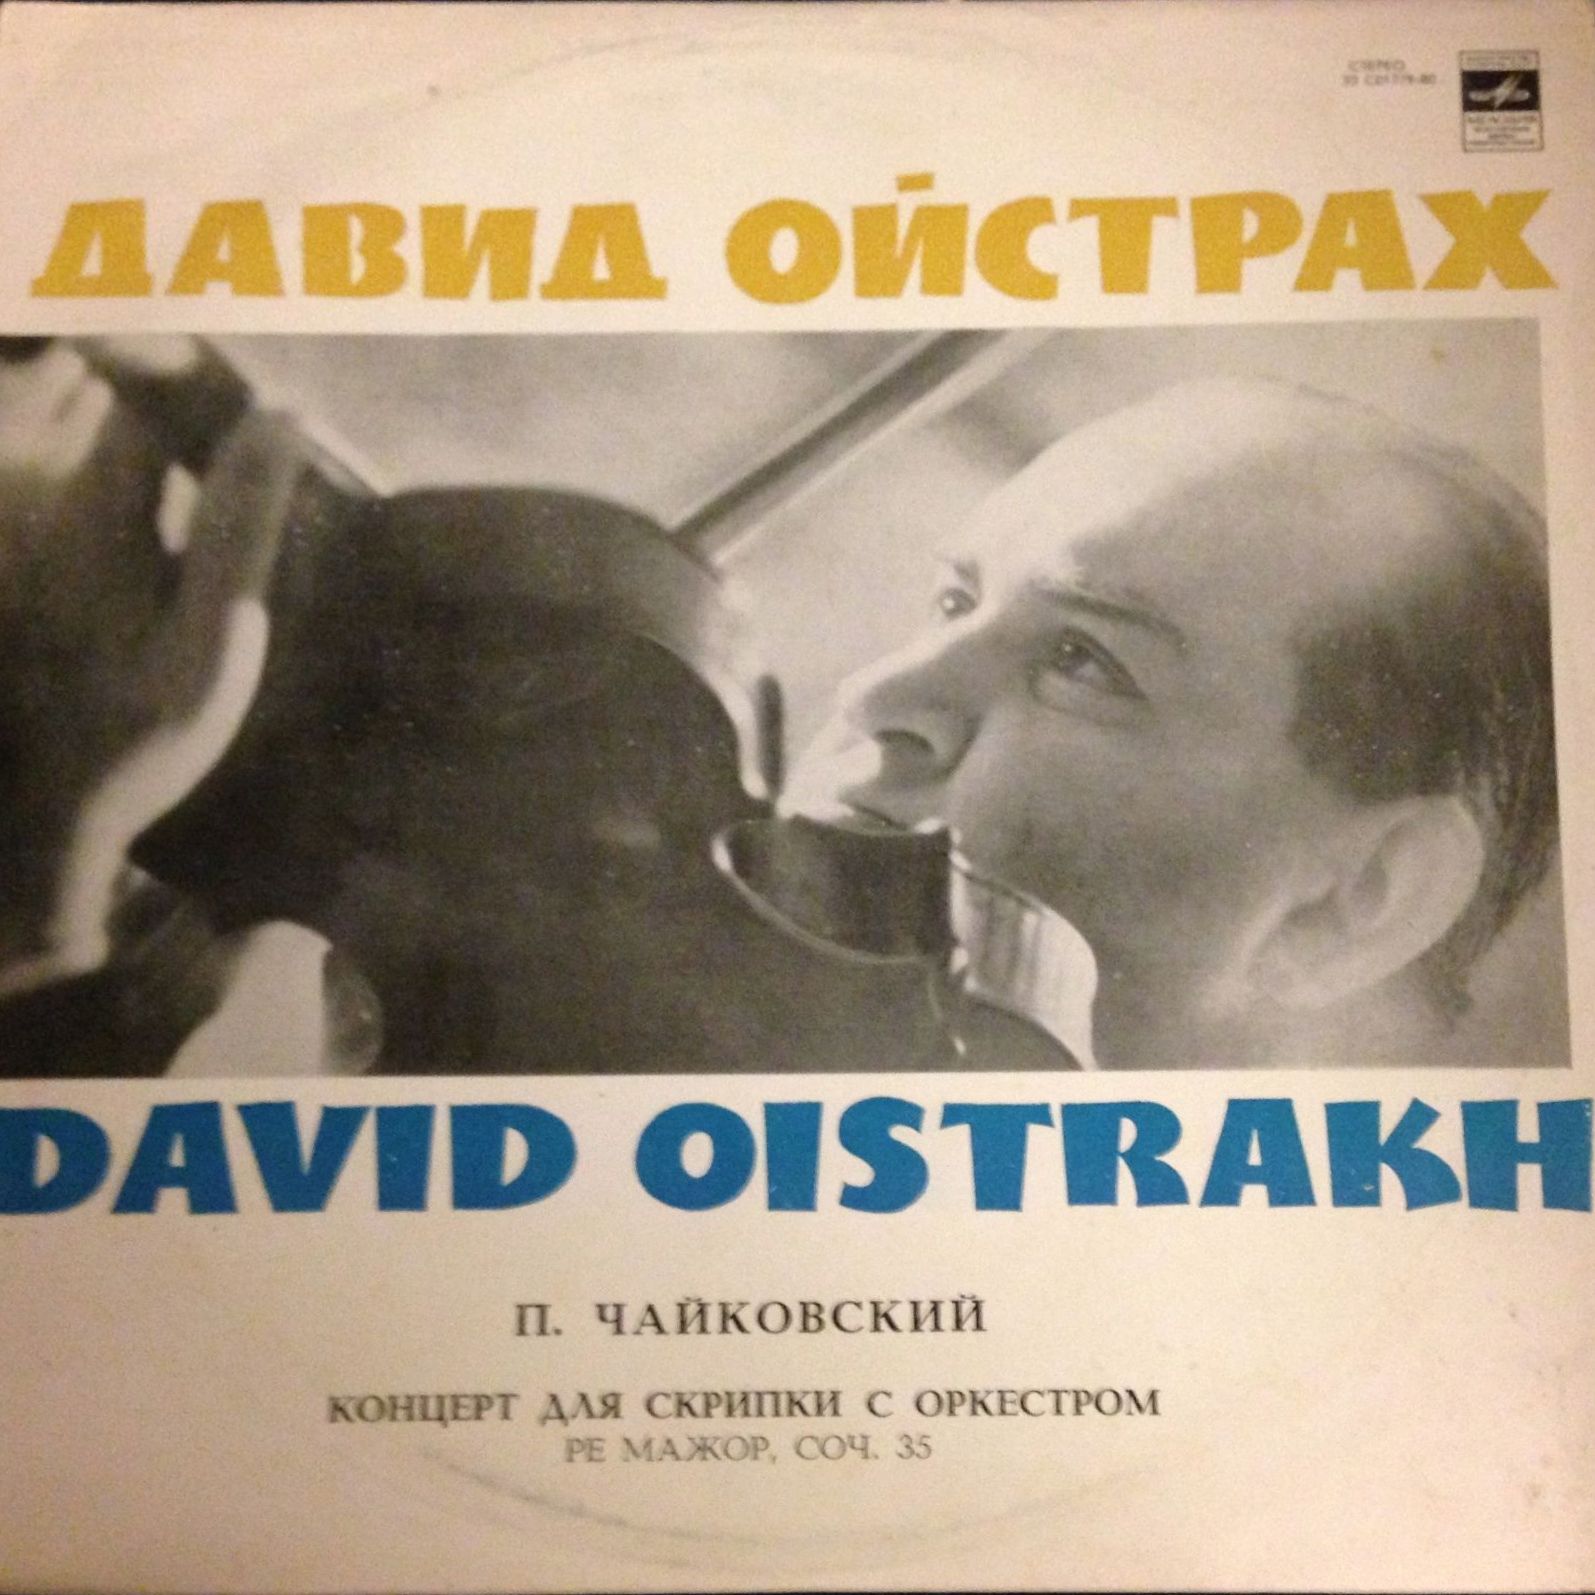 СТЕРЕО
ДАВИД ОЙСТРАХ
DAVID OISTRAKH
П. ЧАЙКОВСКИЙ
КОНЦЕРТ ДЛЯ СКРИПКИ С ОРКЕСТРОМ
РЕ МАЖОР, СОЧ. 35